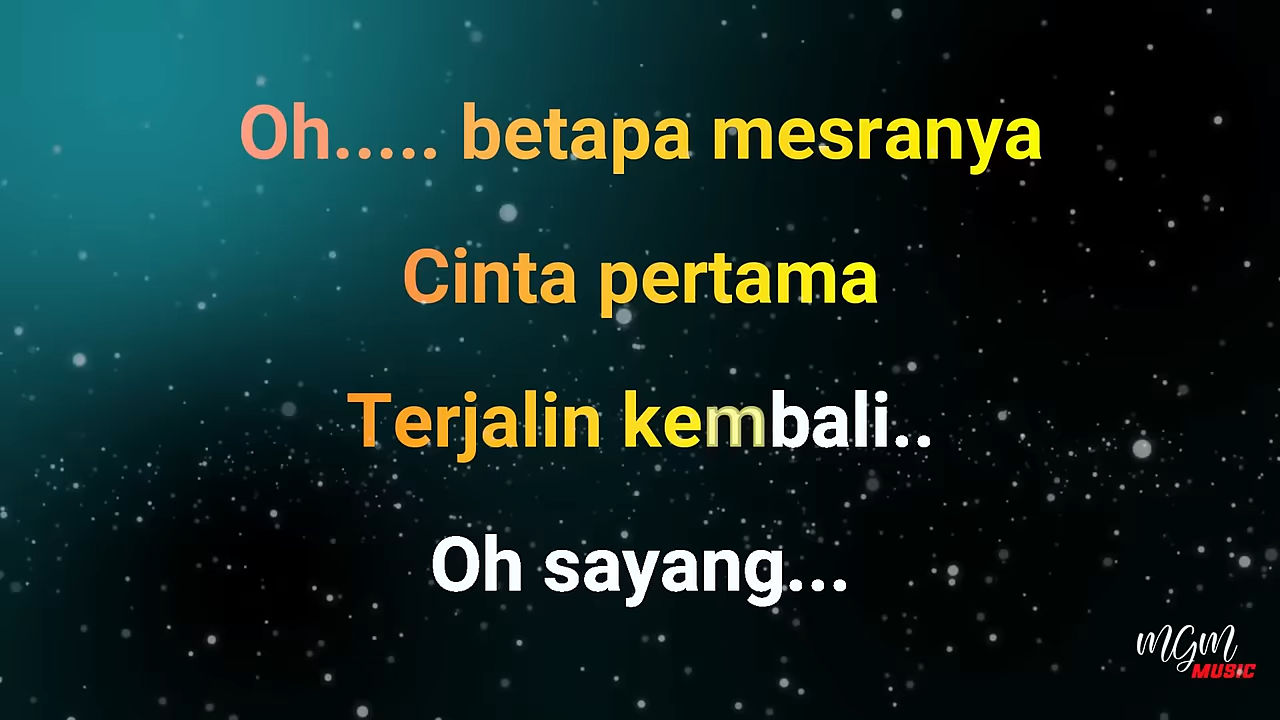 Oh..... betapa mesranya
Cinta pertama
Terjalin kembali..
Oh sayang...
MGM
MUSIC